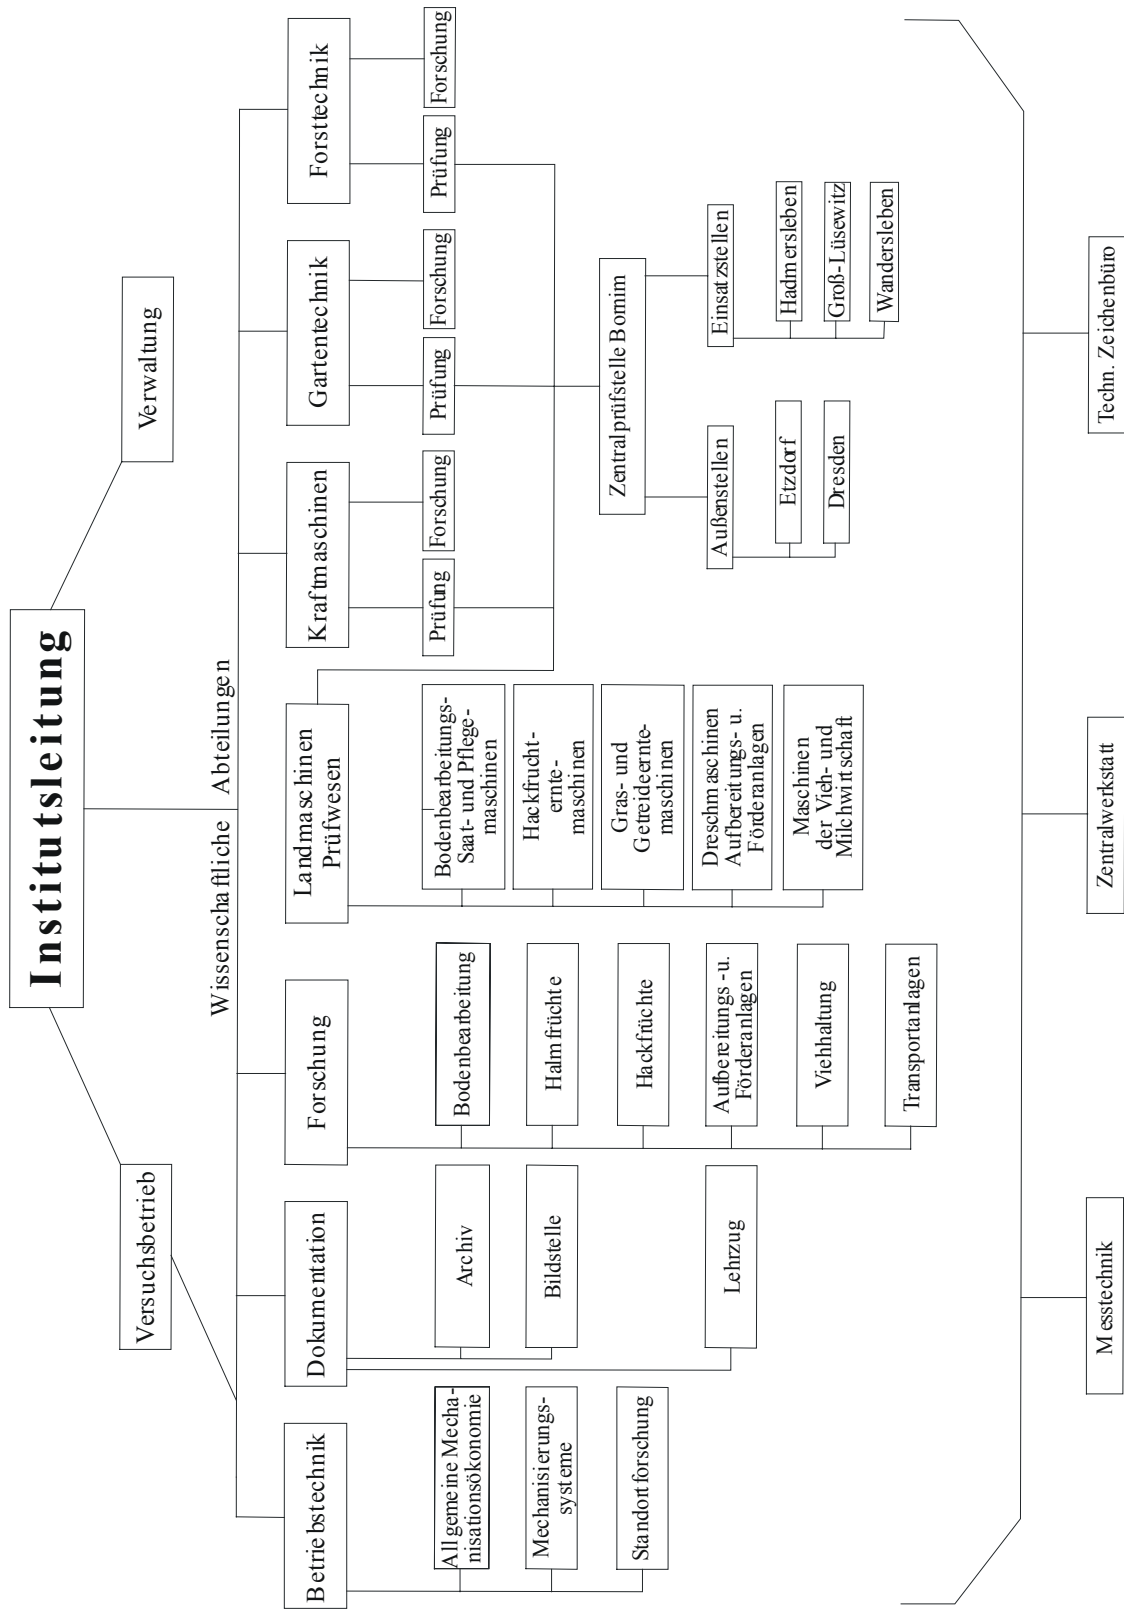 Institutsleitung
Versuchsbetrieb
Verwaltung
Wissenschaftliche Abteilungen
Betriebstechnik
Allgemeine Mecha-
nisationsökonomie
Mechanisierungs-
systeme
Standortforschung
Dokumentation
Archiv
Bildstelle
Lehrzug
Forschung
Bodenbearbeitung
Halmfrüchte
Hackfrüchte
Aufbereitungs-u.
Förderanlagen
Viehhaltung
Transportanlagen
Landmaschinen
Prüfwesen
Bodenbearbeitungs-
Saat- und Pflege-
maschinen
Hackfrucht-
ernte-
maschinen
Gras- und
Getreideernte-
maschinen
Dreschmaschinen
Aufbereitungs- u.
Förderanlagen
Maschinen
der Vieh- und
Milchwirtschaft
Kraftmaschinen
Prüfung
Forschung
Gartentechnik
Prüfung
Forschung
Forsttechnik
Prüfung
Forschung
Zentralprüfstelle Bornim
Außenstellen
Etzdorf
Dresden
Einsatzstellen
Hadmersleben
Groß-Lüsewitz
Wandersleben
Messtechnik
Zentralwerkstatt
Techn. Zeichenbüro